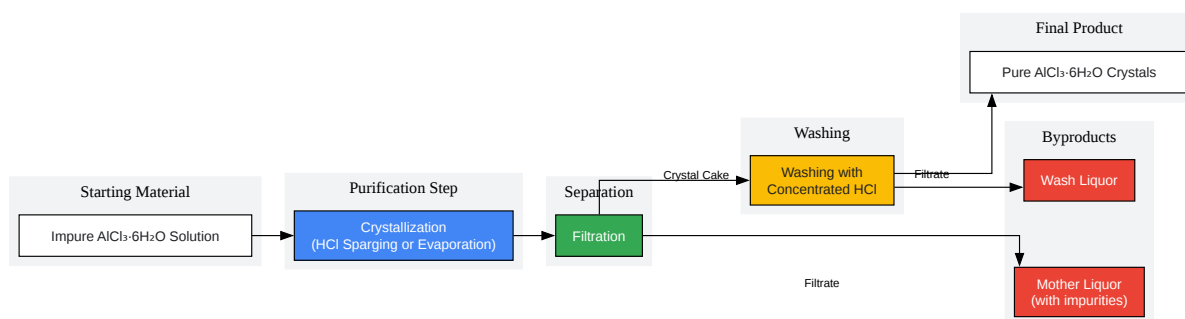 Final Product
Pure AlCl₃·6H₂O Crystals
Washing
Byproducts
Crystal Cake
Washing with
Concentrated HCl
Filtrate
Wash Liquor
Starting Material
Purification Step
Separation
Impure AlCl₃·6H₂O Solution
Crystallization
(HCl Sparging or Evaporation)
Filtration
Filtrate
Mother Liquor
(with impurities)